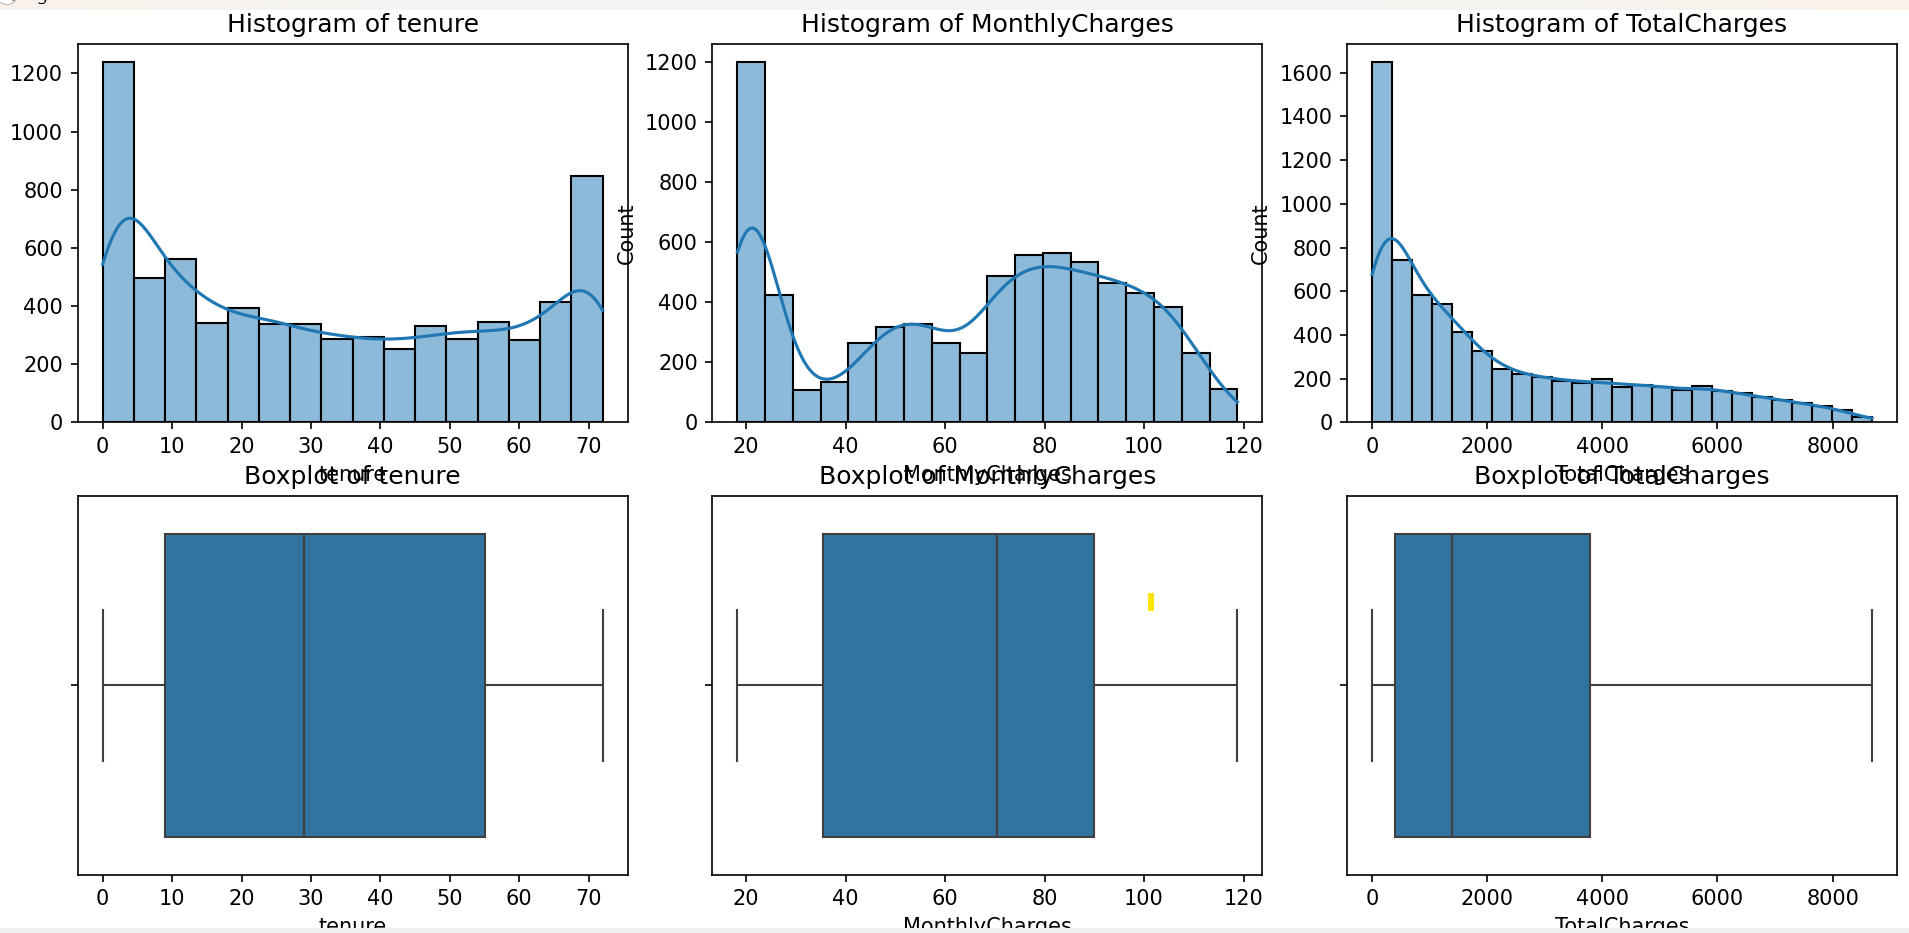 Histogram of tenure
1200
1000
800
600
400
200
0
0 10 20 30 40 50 60 70
tenure
Histogram of MonthlyCharges
Count
1200
1000
800
600
400
200
0
20 40 60 80 100 120
MonthlyCharges
Histogram of TotalCharges
Count
1600
1400
1200
1000
800
600
400
200
0
0 2000 4000 6000 8000
TotalCharges
Boxplot of tenure
0 10 20 30 40 50 60 70
tenure
Boxplot of MonthlyCharges
20 40 60 80 100 120
MonthlyCharges
Boxplot of TotalCharges
0 2000 4000 6000 8000
TotalCharges